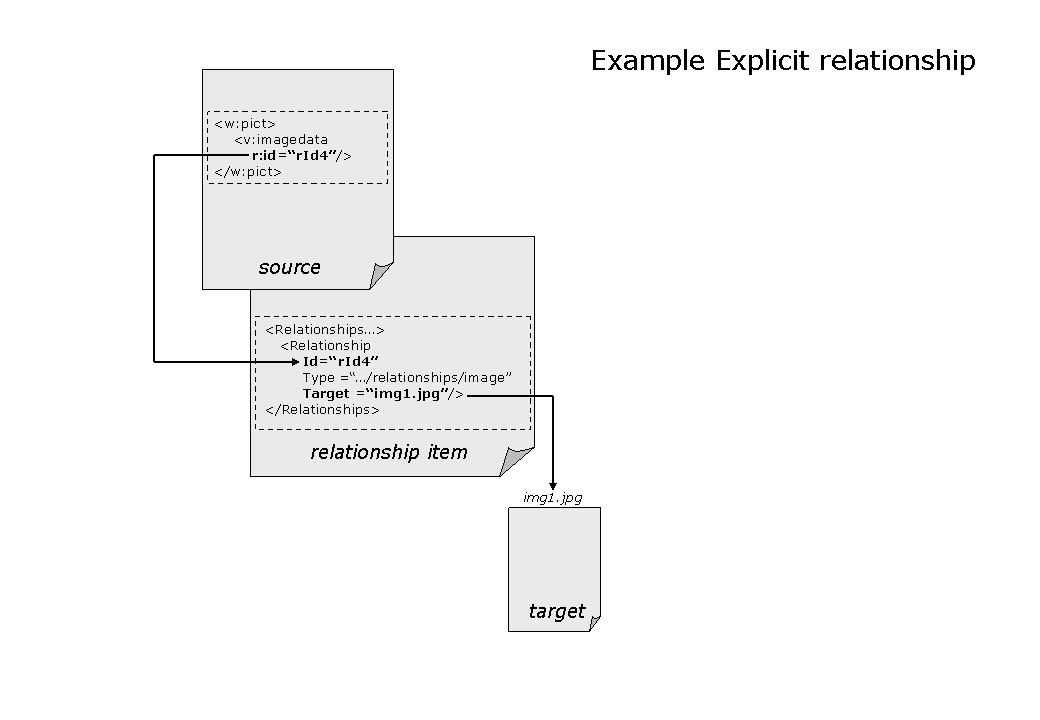 Example Explicit relationship
<w:pict>
<v:imagedata
r:id=“rId4”/>
</w:pict>
source
<Relationships...>
<Relationship
Id=“rId4”
Type =“.../relationships/image”
Target =“img1.jpg”/>
</Relationships>
relationship item
img1.jpg
target